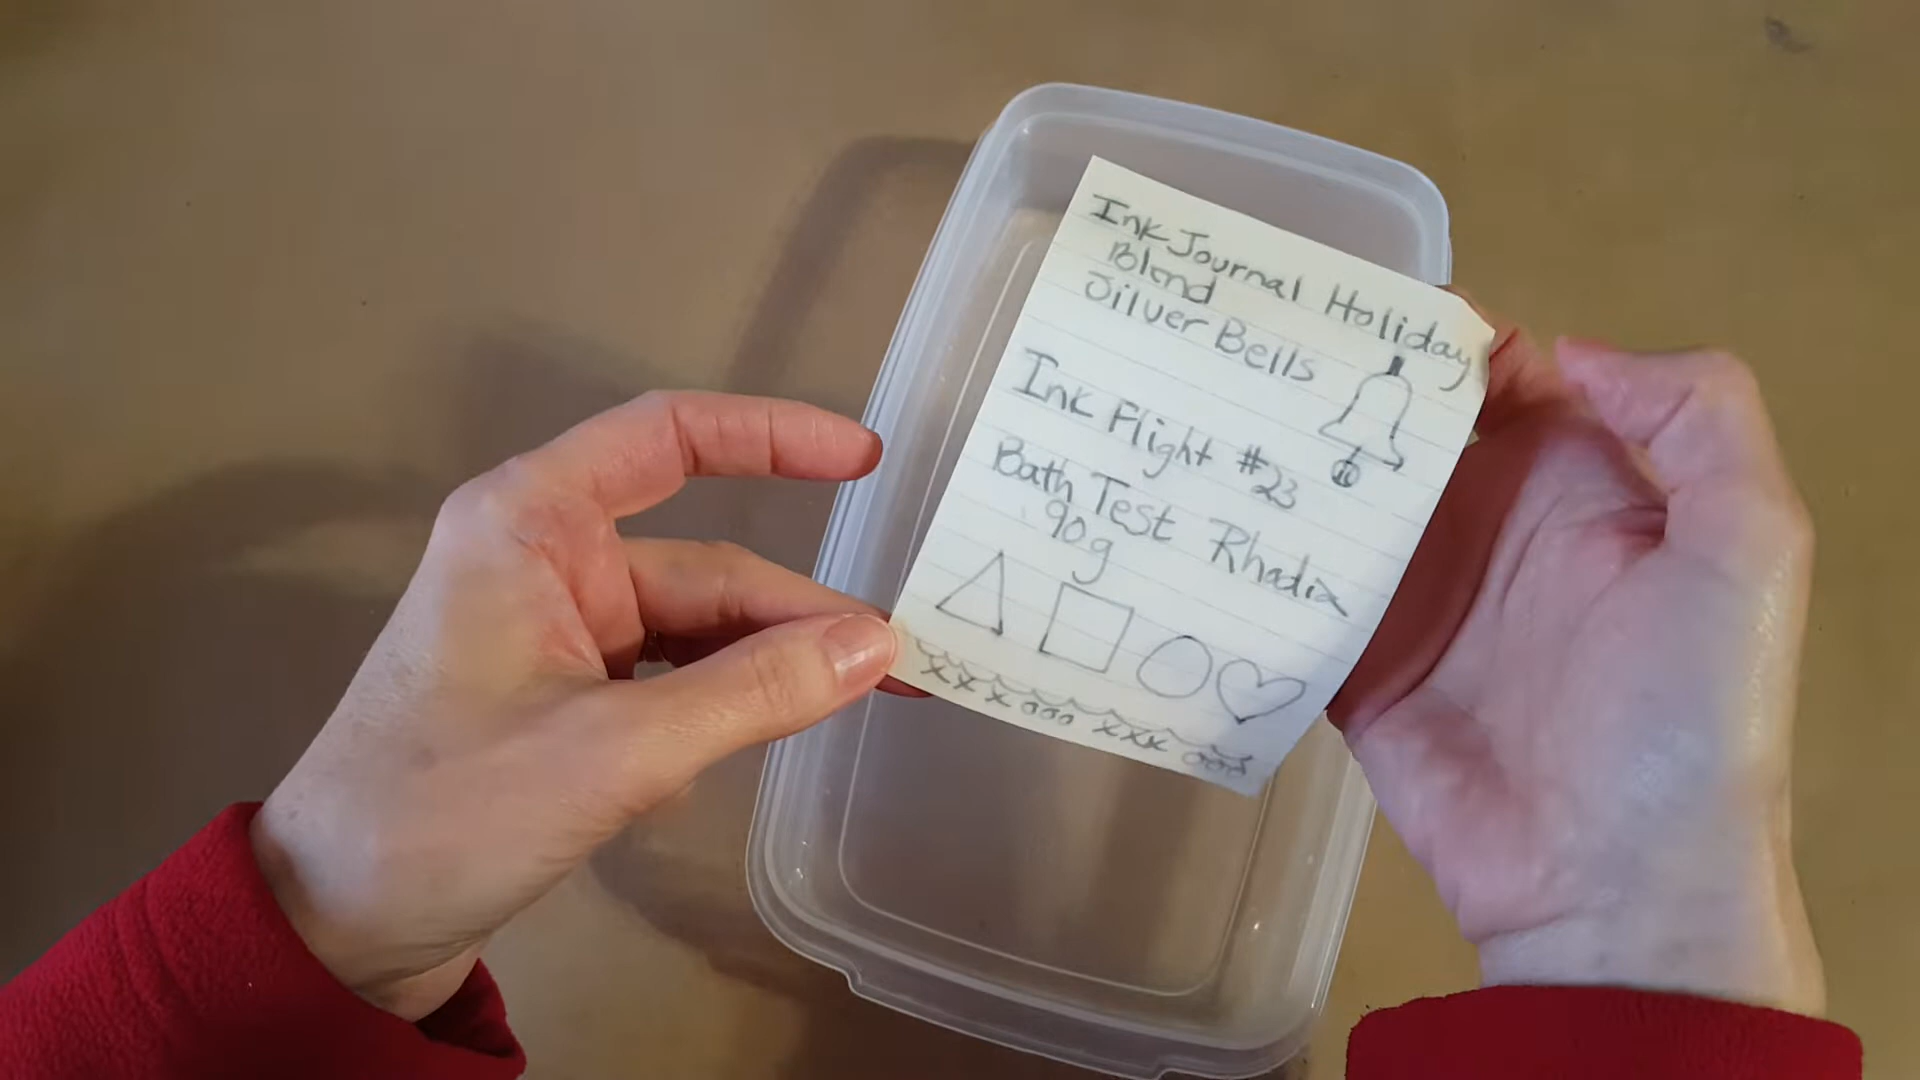 Ink Journal Holiday
Blend
Silver Bells
Ink Flight #23
Bath Test Rhodia
90g
xxx ooo xxx ooo